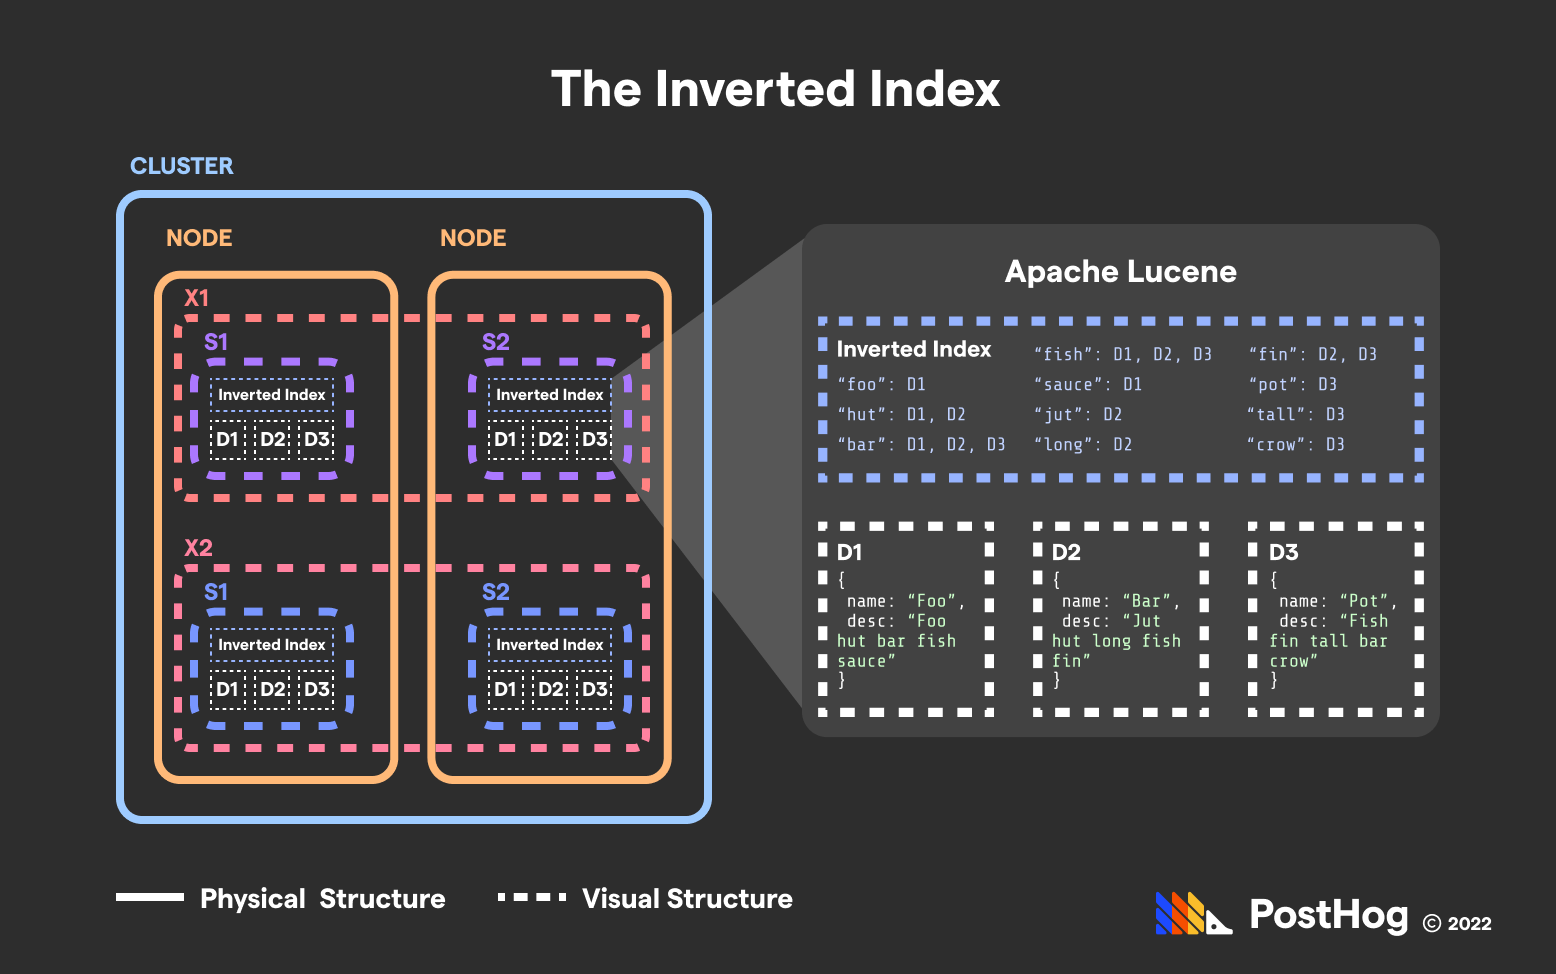 The Inverted Index
CLUSTER
NODE
NODE
X1
S1
S2
Inverted Index
Inverted Index
D1 D2 D3
D1 D2 D3
X2
S1
S2
Inverted Index
Inverted Index
D1 D2 D3
D1 D2 D3
Apache Lucene
Inverted Index
“foo”: D1
“hut”: D1, D2
“bar”: D1, D2, D3
“fish”: D1, D2, D3
“sauce”: D1
“jut”: D2
“long”: D2
“fin”: D2, D3
“pot”: D3
“tall”: D3
“crow”: D3
D1
{
name: “Foo”,
desc: “Foo
hut bar fish
sauce”
}
D2
{
name: “Bar”,
desc: “Jut
hut long fish
fin”
}
D3
{
name: “Pot”,
desc: “Fish
fin tall bar
crow”
}
Physical Structure
Visual Structure
PostHog © 2022